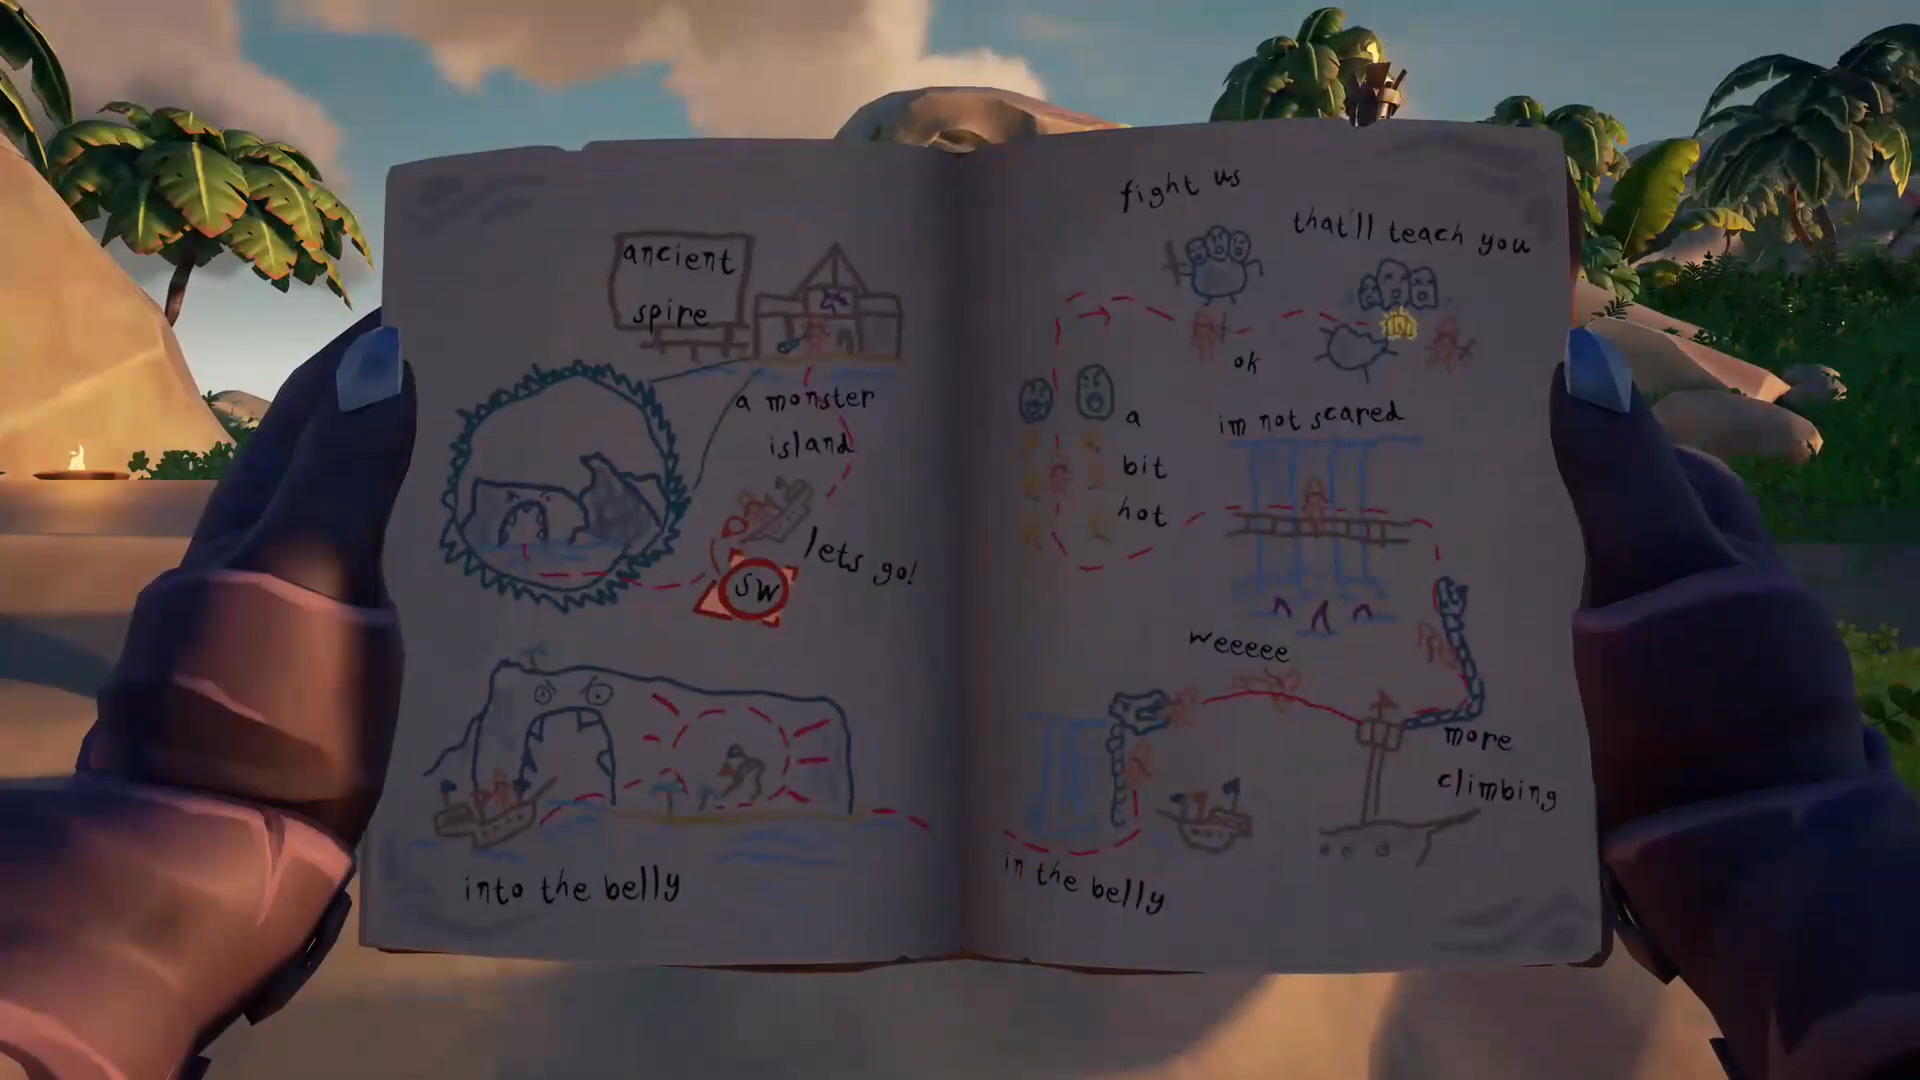 ancient
spire
a monster
island
lets go!
SW
into the belly
fight us
that'll teach you
ok
a
bit
hot
im not scared
weeeee
more
climbing
in the belly